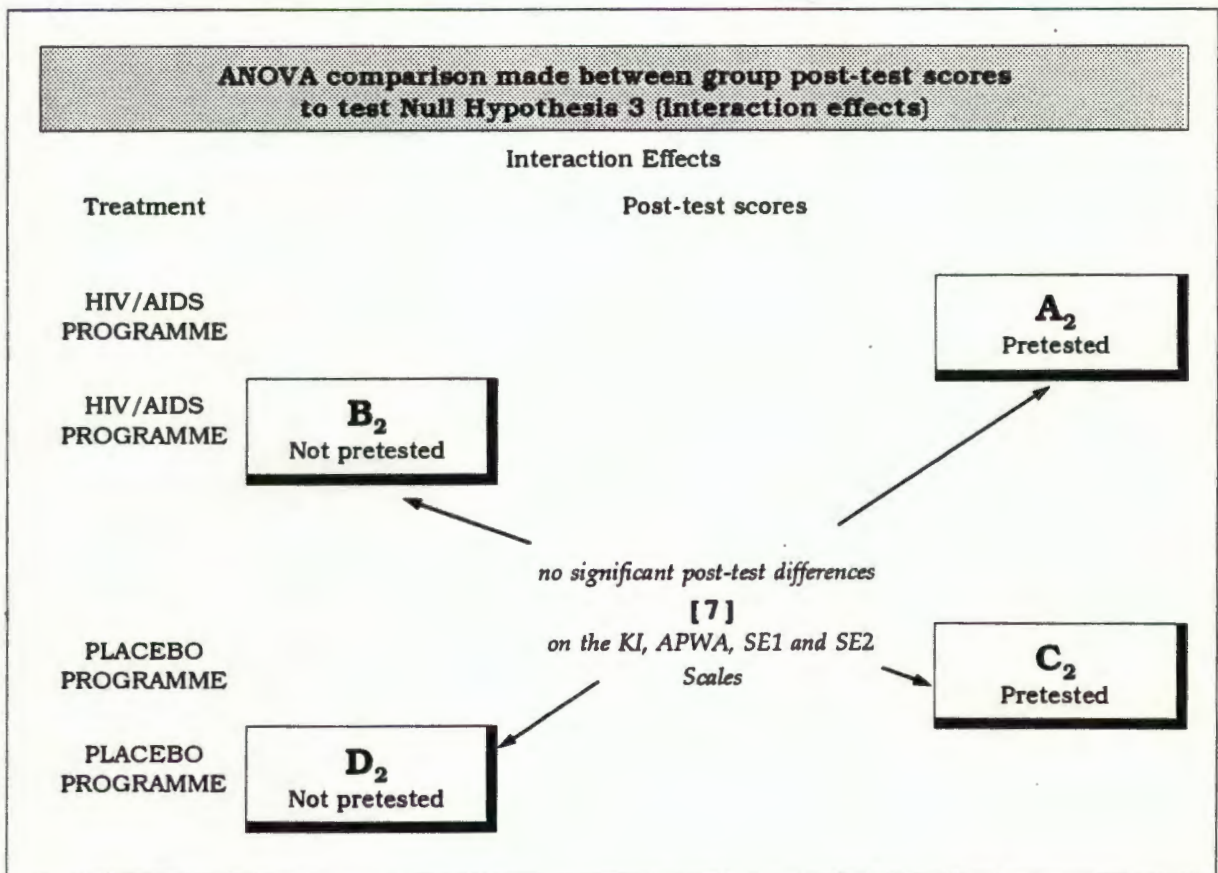 ANOVA comparison made between group post-test scores
to test Null Hypothesis 3 (interaction effects)
Interaction Effects
Treatment Post-test scores
HIV/AIDS
PROGRAMME
A₂
Pretested
HIV/AIDS
PROGRAMME
B₂
Not pretested
no significant post-test differences
[7]
on the KI, APWA, SE1 and SE2
Scales
PLACEBO
PROGRAMME
C₂
Pretested
PLACEBO
PROGRAMME
D₂
Not pretested